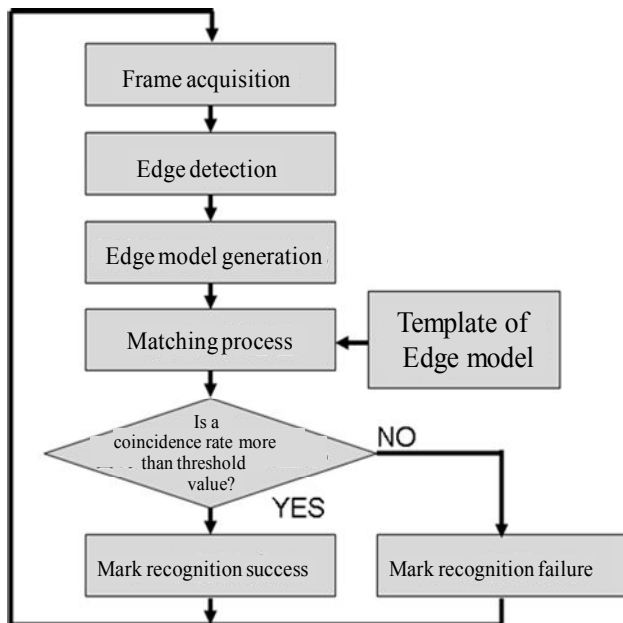 Frame acquisition
Edge detection
Edge model generation
Matching process
Template of
Edge model
Is a
coincidence rate more
than threshold
value?
NO
YES
Mark recognition success
Mark recognition failure